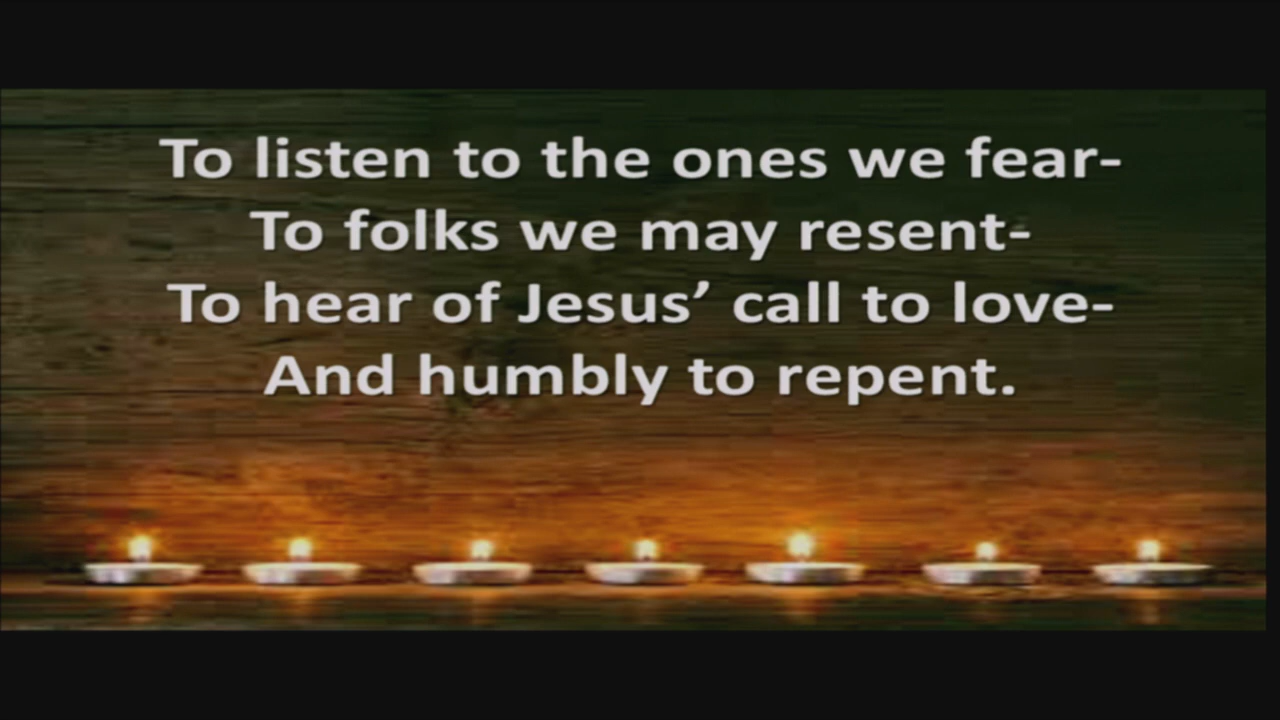 To listen to the ones we fear-
To folks we may resent-
To hear of Jesus’ call to love-
And humbly to repent.